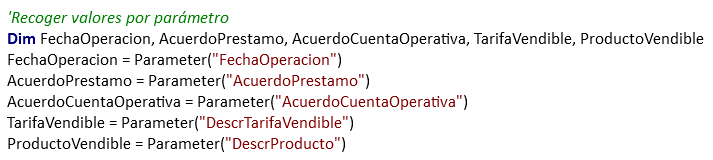 'Recoger valores por parámetro
Dim FechaOperacion, AcuerdoPrestamo, AcuerdoCuentaOperativa, TarifaVendible, ProductoVendible
FechaOperacion = Parameter("FechaOperacion")
AcuerdoPrestamo = Parameter("AcuerdoPrestamo")
AcuerdoCuentaOperativa = Parameter("AcuerdoCuentaOperativa")
TarifaVendible = Parameter("DescrTarifaVendible")
ProductoVendible = Parameter("DescrProducto")